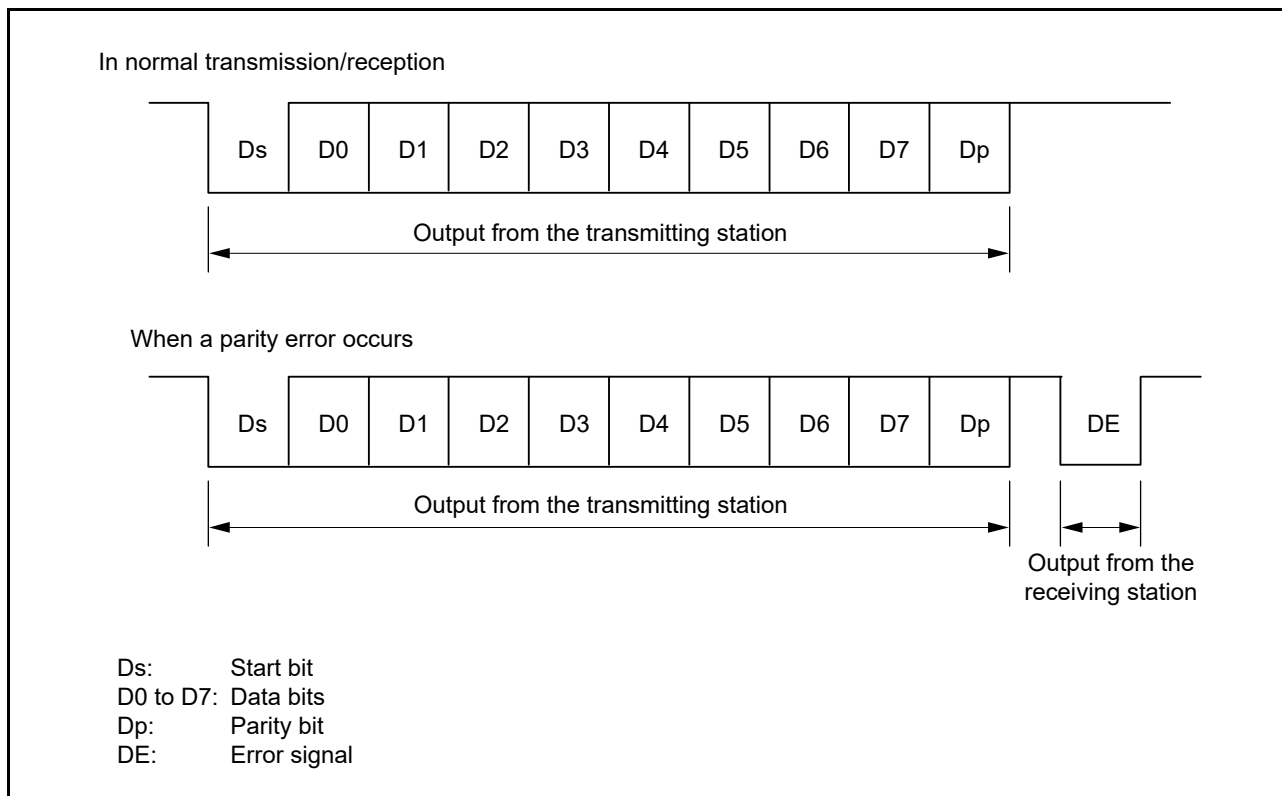 In normal transmission/reception
Ds D0 D1 D2 D3 D4 D5 D6 D7 Dp
Output from the transmitting station
When a parity error occurs
Ds D0 D1 D2 D3 D4 D5 D6 D7 Dp DE
Output from the transmitting station
Output from the
receiving station
Ds: Start bit
D0 to D7: Data bits
Dp: Parity bit
DE: Error signal